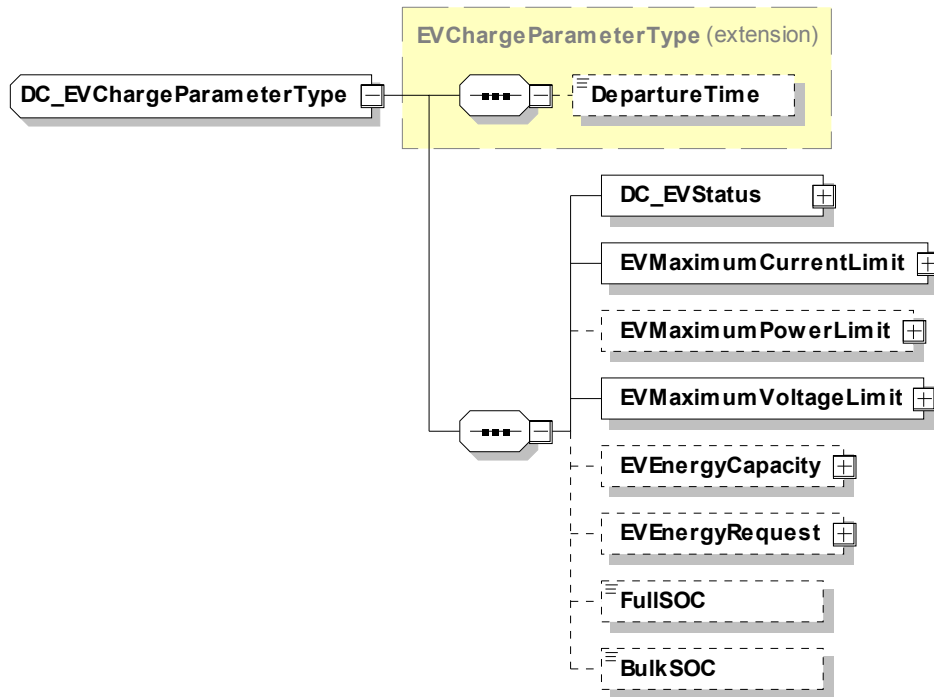 EVChargeParameterType (extension)
DC_EVChargeParameterType
DepartureTime
DC_EVStatus
EVMaximumCurrentLimit
EVMaximumPowerLimit
EVMaximumVoltageLimit
EVEnergyCapacity
EVEnergyRequest
FullSOC
BulkSOC